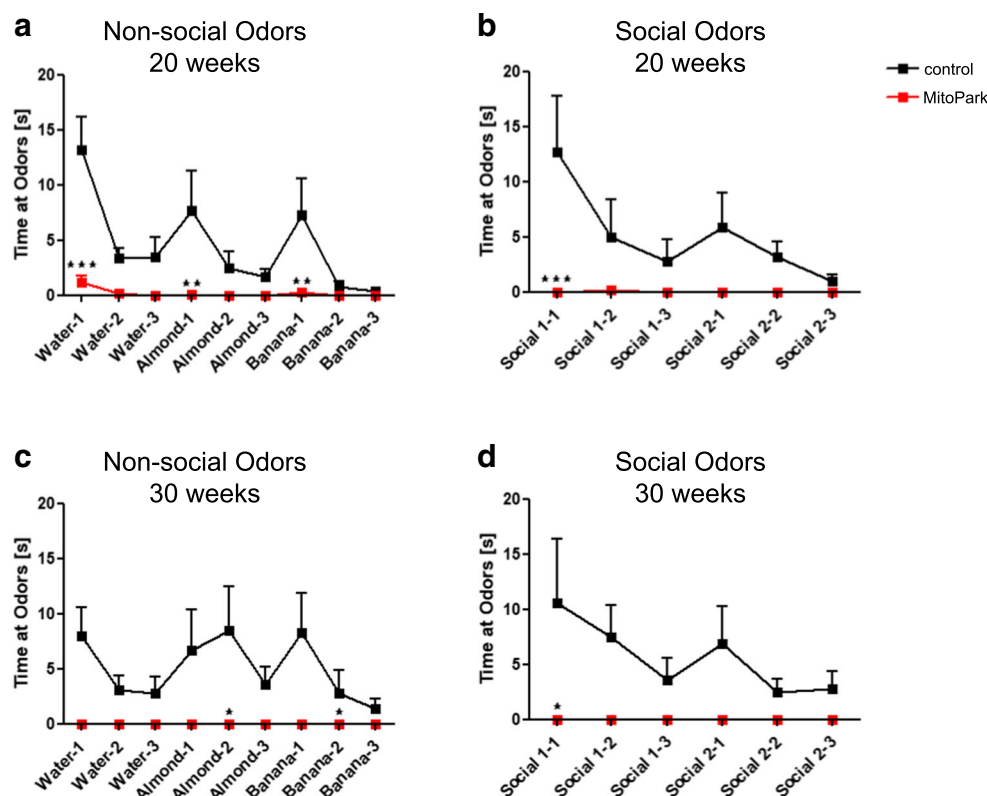 a
Non-social Odors
20 weeks
Time at Odors [s]
20
15
10
5
0
***
**
**
Water-1
Water-2
Water-3
Almond-1
Almond-2
Almond-3
Banana-1
Banana-2
Banana-3
b
Social Odors
20 weeks
Time at Odors [s]
20
15
10
5
0
***
Social 1-1
Social 1-2
Social 1-3
Social 2-1
Social 2-2
Social 2-3
control
MitoPark
c
Non-social Odors
30 weeks
Time at Odors [s]
20
15
10
5
0
*
*
Water-1
Water-2
Water-3
Almond-1
Almond-2
Almond-3
Banana-1
Banana-2
Banana-3
d
Social Odors
30 weeks
Time at Odors [s]
20
15
10
5
0
*
Social 1-1
Social 1-2
Social 1-3
Social 2-1
Social 2-2
Social 2-3